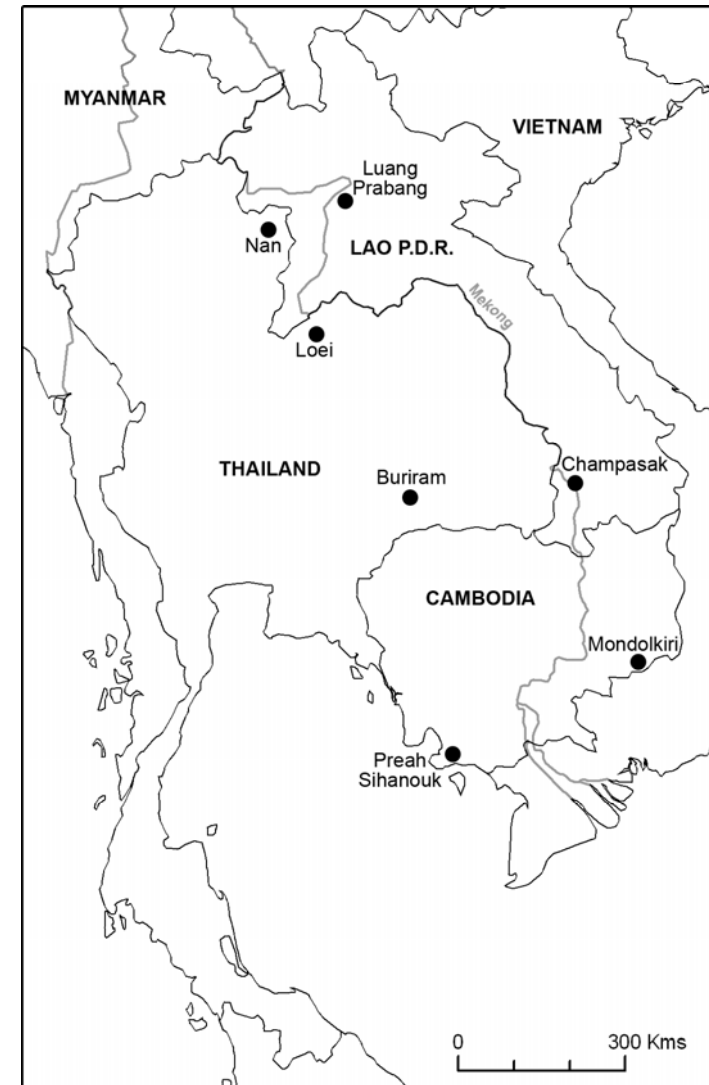 MYANMAR
VIETNAM
Luang
Prabang
Nan
LAO P.D.R.
Mekong
Loei
THAILAND
Buriram
Champasak
CAMBODIA
Mondolkiri
Preah
Sihanouk
0 300 Kms